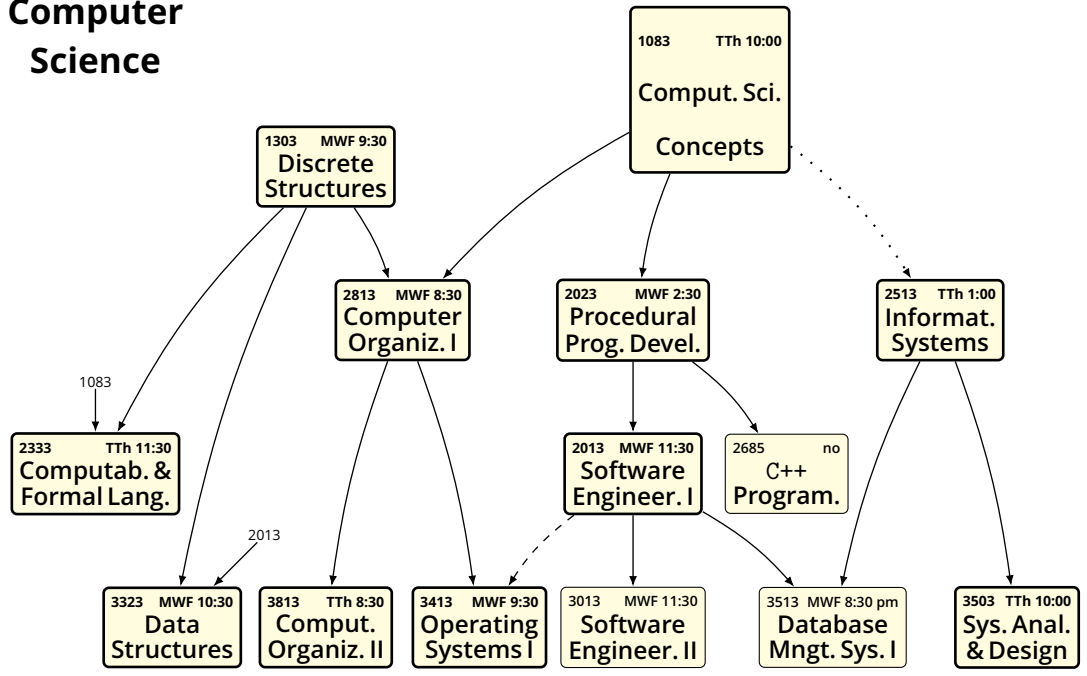 Computer
Science
1083 TTh 10:00
Comput. Sci.
Concepts
1303 MWF 9:30
Discrete
Structures
2813 MWF 8:30
Computer
Organiz. I
2023 MWF 2:30
Procedural
Prog. Devel.
2513 TTh 1:00
Informat.
Systems
1083
2333 TTh 11:30
Computab. &
Formal Lang.
2013 MWF 11:30
Software
Engineer. I
2685 no
C++
Program.
2013
3323 MWF 10:30
Data
Structures
3813 TTh 8:30
Comput.
Organiz. II
3413 MWF 9:30
Operating
Systems I
3013 MWF 11:30
Software
Engineer. II
3513 MWF 8:30 pm
Database
Mngt. Sys. I
3503 TTh 10:00
Sys. Anal.
& Design